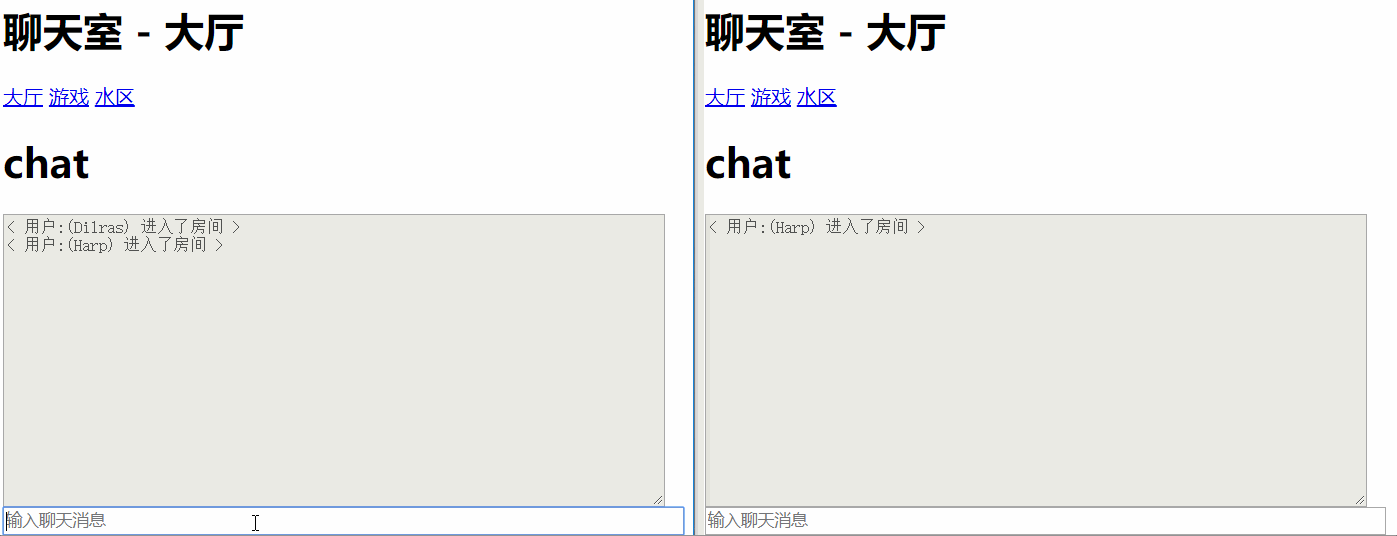 聊天室 - 大厅
大厅 游戏 水区
chat
< 用户:(Dilras) 进入了房间 >
< 用户:(Harp) 进入了房间 >
输入聊天消息
聊天室 - 大厅
大厅 游戏 水区
chat
< 用户:(Harp) 进入了房间 >
输入聊天消息